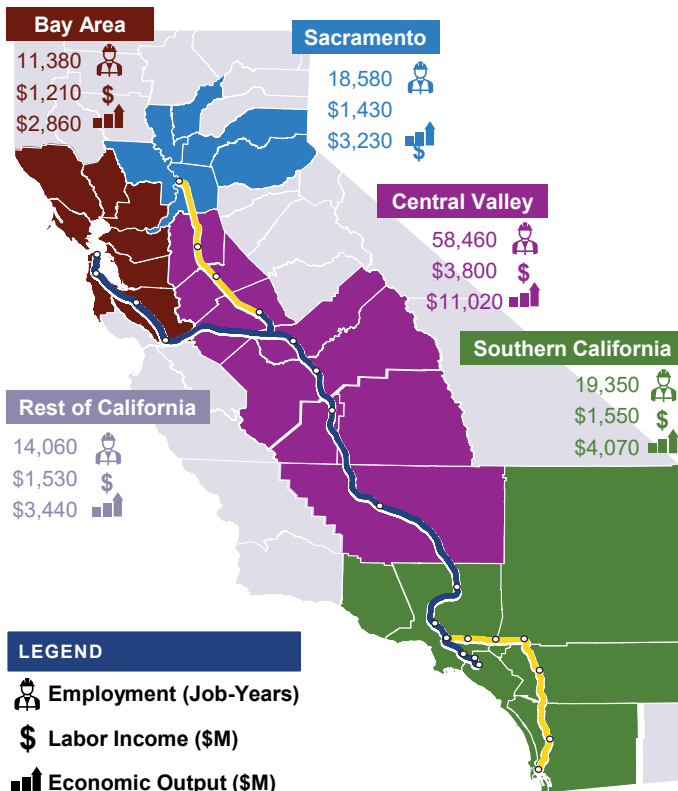 Bay Area
11,380
$1,210 $
$2,860
Sacramento
18,580
$1,430
$3,230 $
Central Valley
58,460
$3,800 $
$11,020
Southern California
19,350
$1,550 $
$4,070
Rest of California
14,060
$1,530 $
$3,440
LEGEND
Employment (Job-Years)
$ Labor Income ($M)
Economic Output ($M)